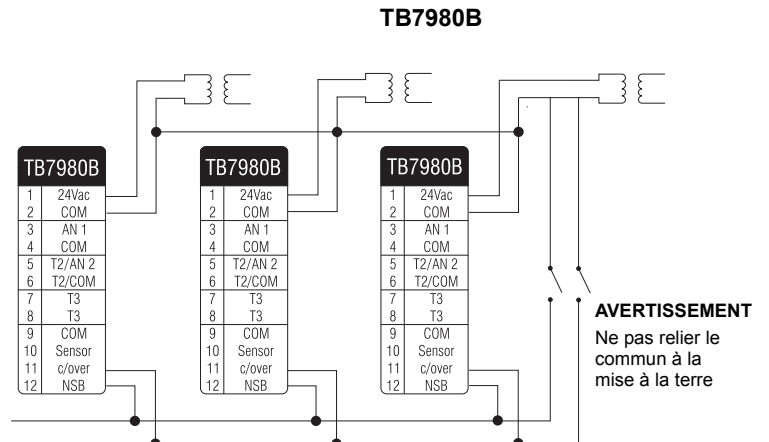 TB7980B
TB7980B
1 24Vac
2 COM
3 AN 1
4 COM
5 T2/AN 2
6 T2/COM
7 T3
8 T3
9 COM
10 Sensor
11 c/over
12 NSB
TB7980B
1 24Vac
2 COM
3 AN 1
4 COM
5 T2/AN 2
6 T2/COM
7 T3
8 T3
9 COM
10 Sensor
11 c/over
12 NSB
TB7980B
1 24Vac
2 COM
3 AN 1
4 COM
5 T2/AN 2
6 T2/COM
7 T3
8 T3
9 COM
10 Sensor
11 c/over
12 NSB
AVERTISSEMENT
Ne pas relier le
commun à la
mise à la terre